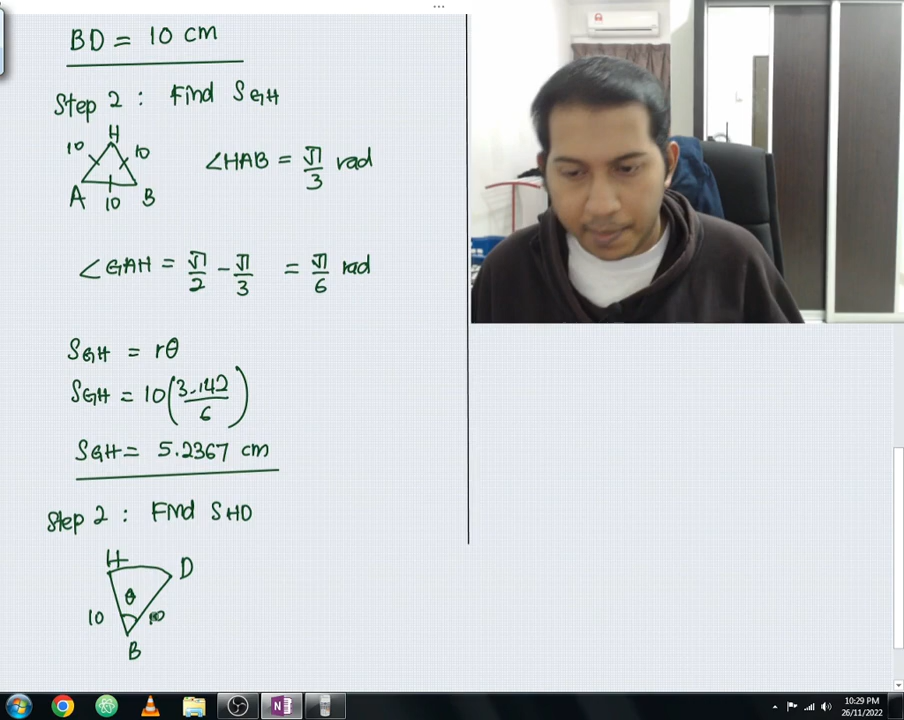 BD = 10 cm
Step 2 : Find SGH
H
10 10
A 10 B
∠HAB = π/3 rad
∠GAH = π/2 - π/3 = π/6 rad
SGH = rθ
SGH = 10(3.142/6)
SGH = 5.2367 cm
Step 2 : Find SHD
H D
θ
10 10
B
10:29 PM
26/11/2022